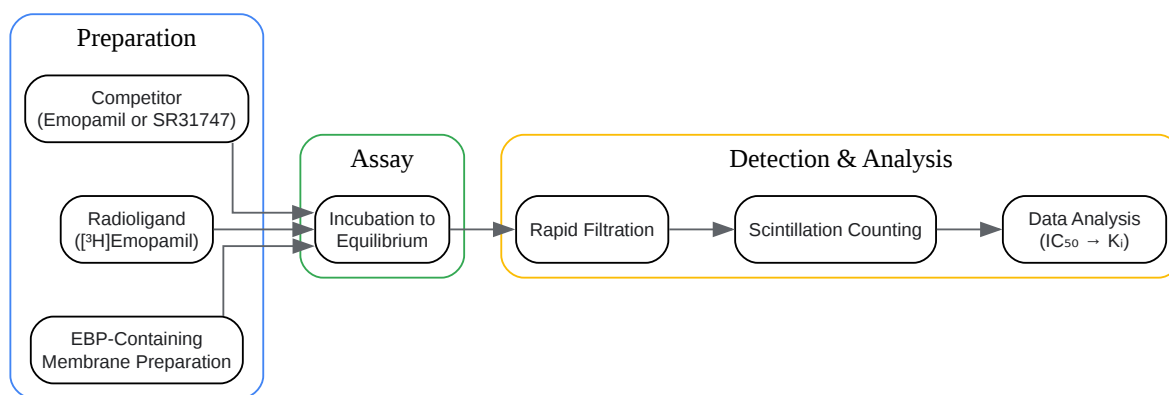 Preparation
Competitor
(Emopamil or SR31747)
Radioligand
([³H]Emopamil)
EBP-Containing
Membrane Preparation
Assay
Incubation to
Equilibrium
Detection & Analysis
Rapid Filtration
Scintillation Counting
Data Analysis
(IC₅₀ → Kᵢ)